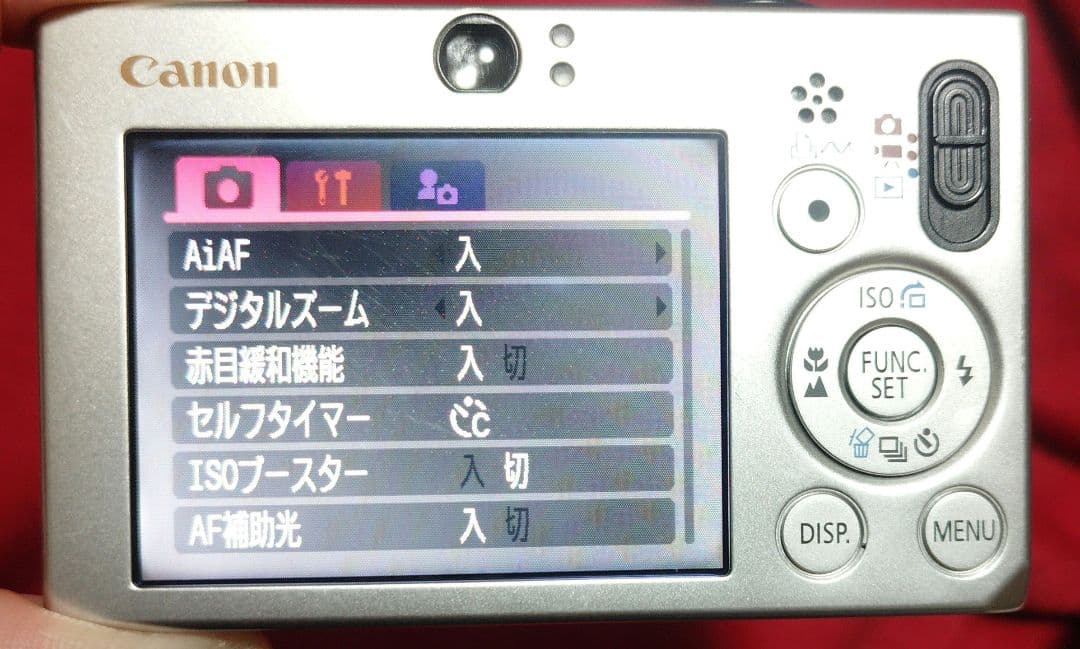 Canon
AiAF 入
デジタルズーム 入
赤目緩和機能 入 切
セルフタイマー C
ISOブースター 入 切
AF補助光 入 切
ISO
FUNC.
SET
DISP.
MENU